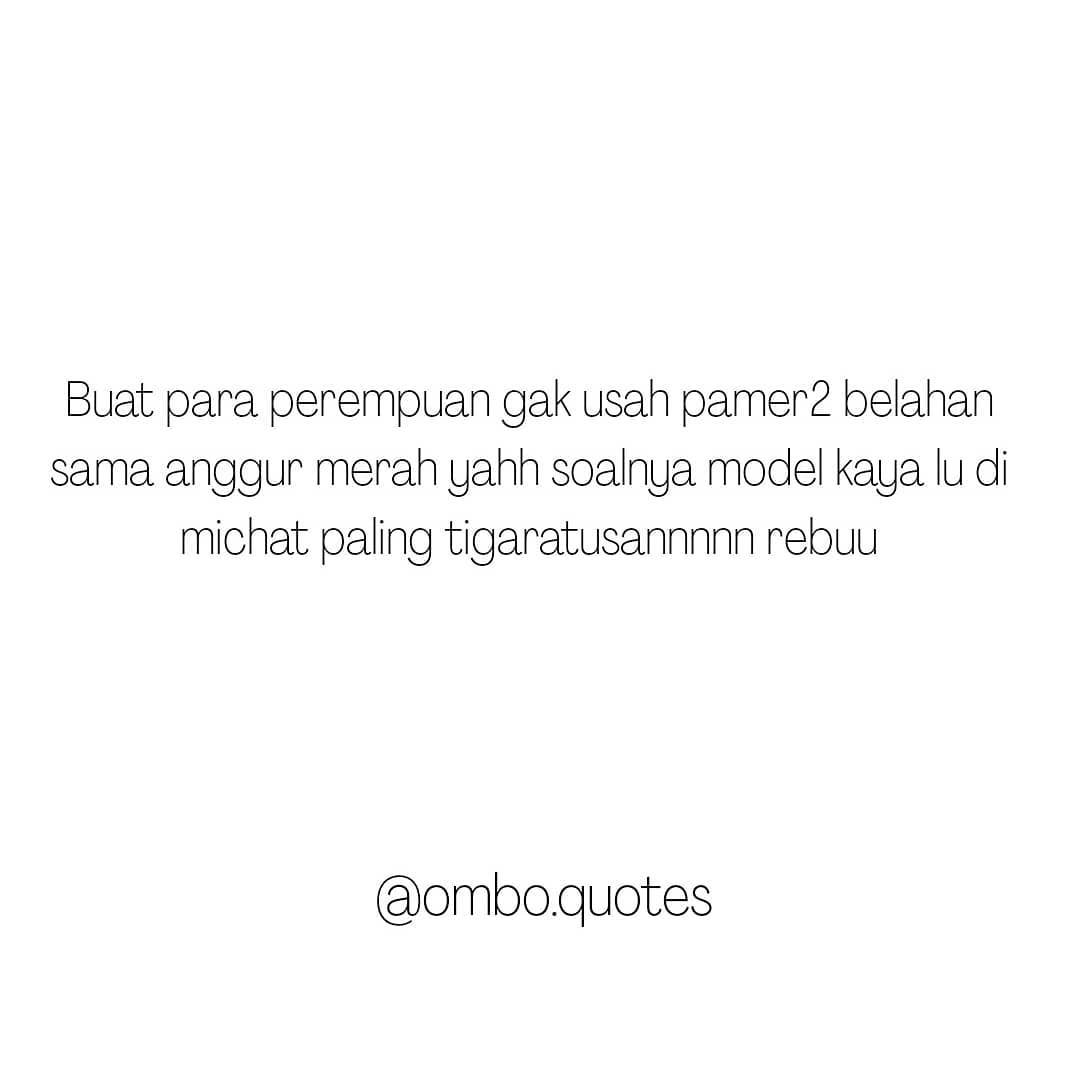 Buat para perempuan gak usah pamer2 belahan
sama anggur merah yahh soalnya model kaya lu di
michat paling tigaratusannnnn rebuu
@ombo.quotes